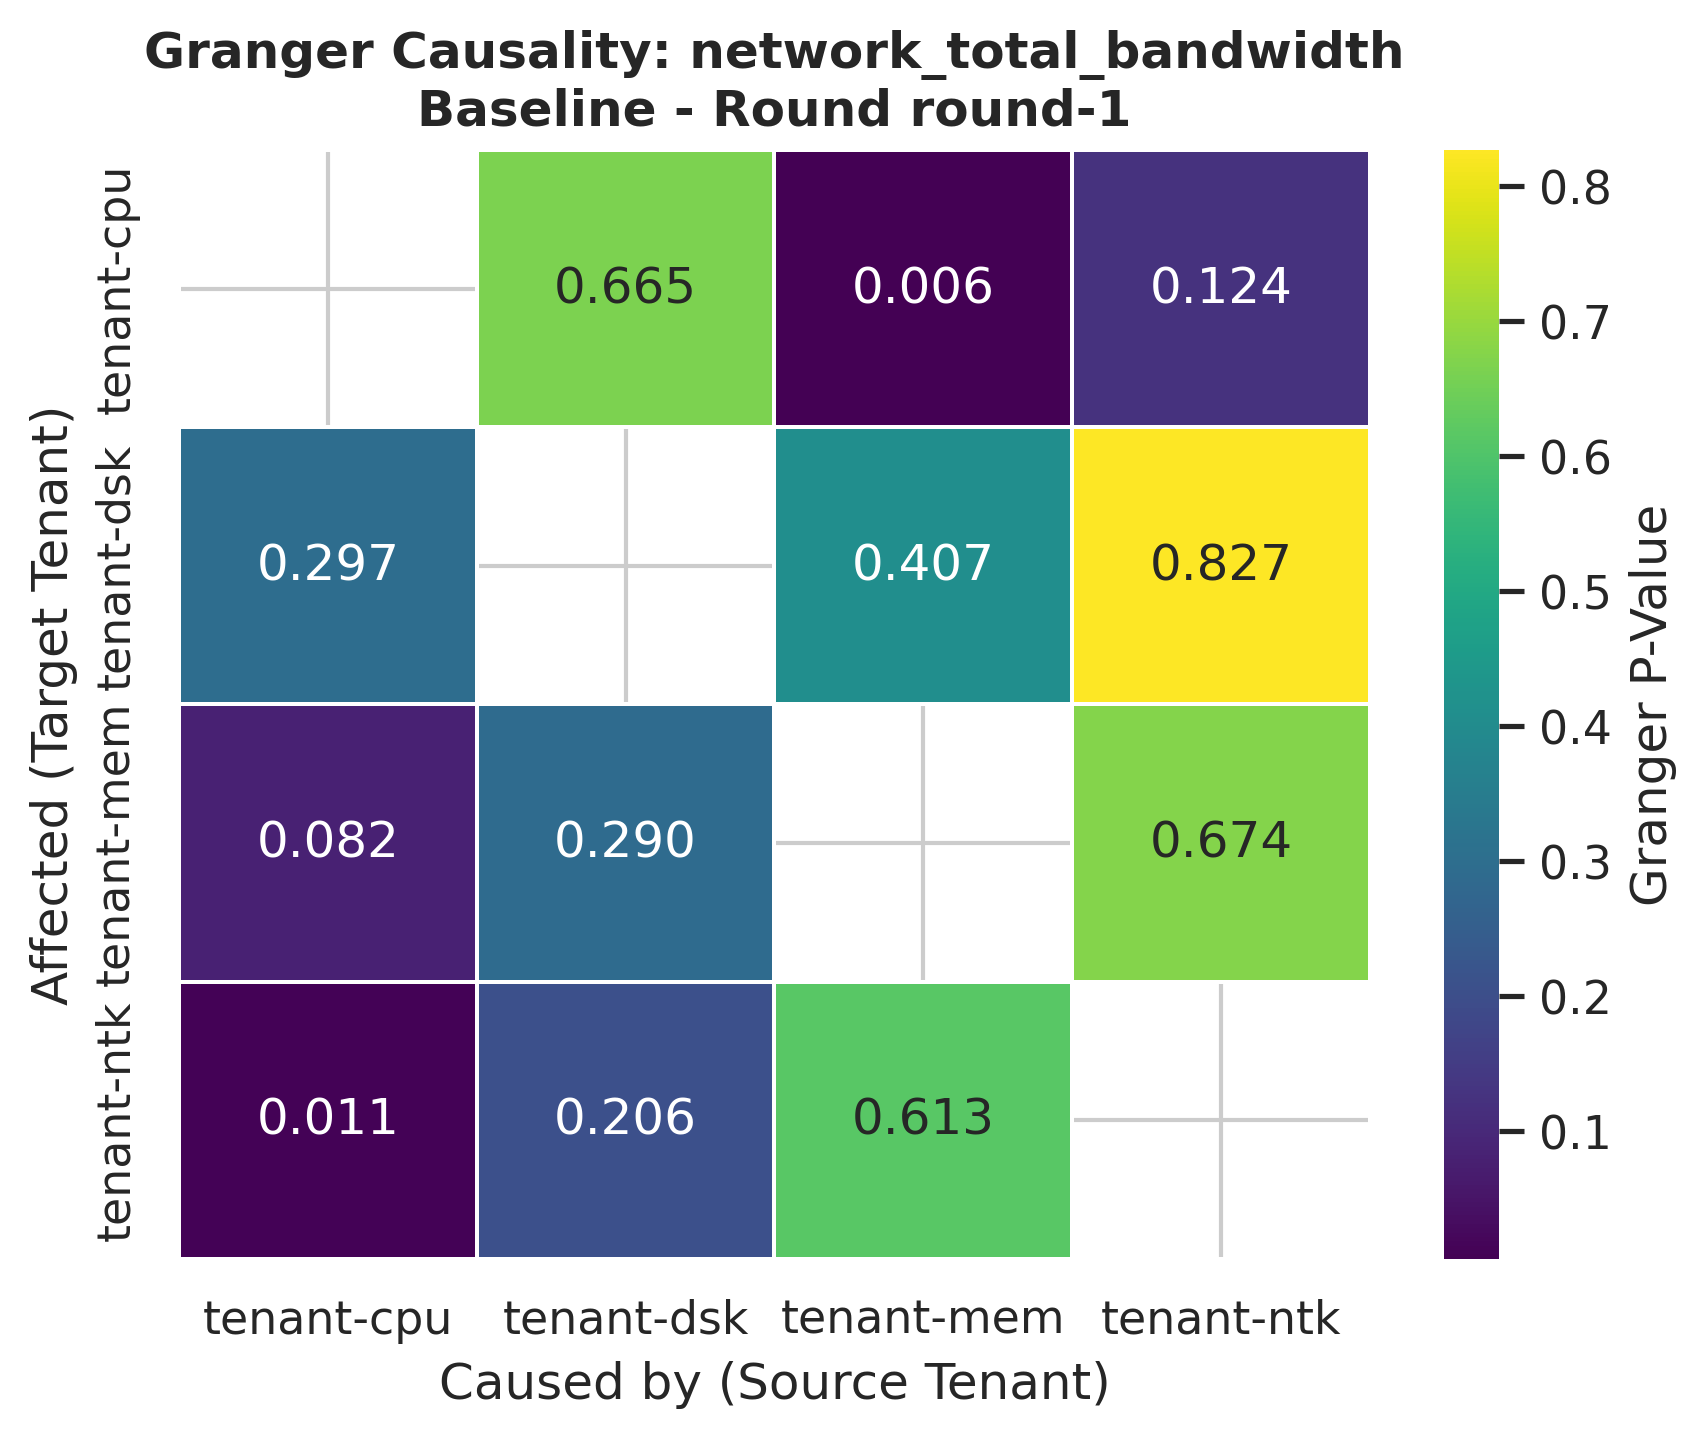 Granger Causality: network_total_bandwidth
Baseline - Round round-1
Affected (Target Tenant)
tenant-cpu
0.665
0.006
0.124
tenant-dsk
0.297
0.407
0.827
tenant-mem
0.082
0.290
0.674
tenant-ntk
0.011
0.206
0.613
tenant-cpu
tenant-dsk
tenant-mem
tenant-ntk
Caused by (Source Tenant)
0.8
0.7
0.6
0.5
0.4
0.3
0.2
0.1
Granger P-Value